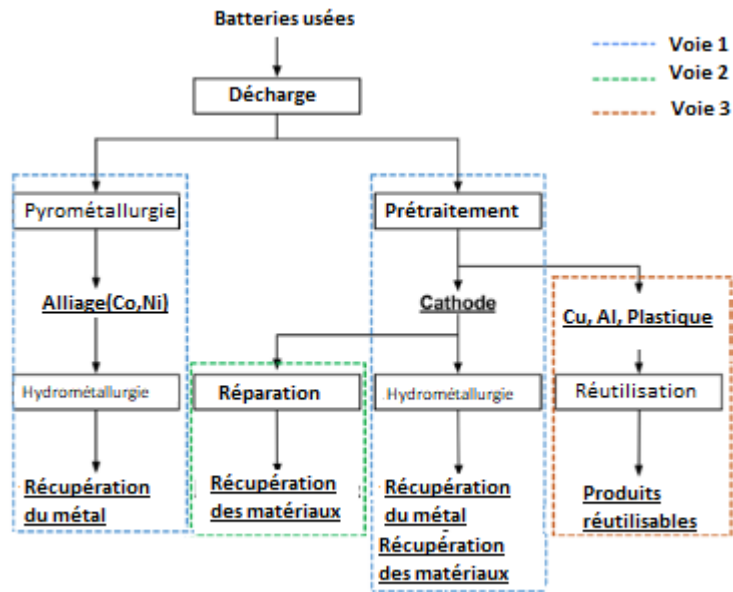 Batteries usées
Voie 1
Voie 2
Voie 3
Décharge
Pyrométallurgie
Prétraitement
Alliage(Co,Ni)
Cathode
Cu, Al, Plastique
Hydrométallurgie
Réparation
Hydrométallurgie
Réutilisation
Récupération
du métal
Récupération
des matériaux
Récupération
du métal
Récupération
des matériaux
Produits
réutilisables